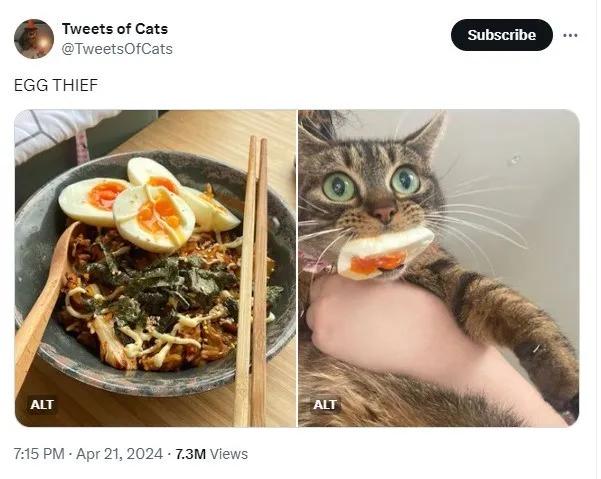 Tweets of Cats
@TweetsOfCats
Subscribe
EGG THIEF
ALT
ALT
7:15 PM · Apr 21, 2024 · 7.3M Views